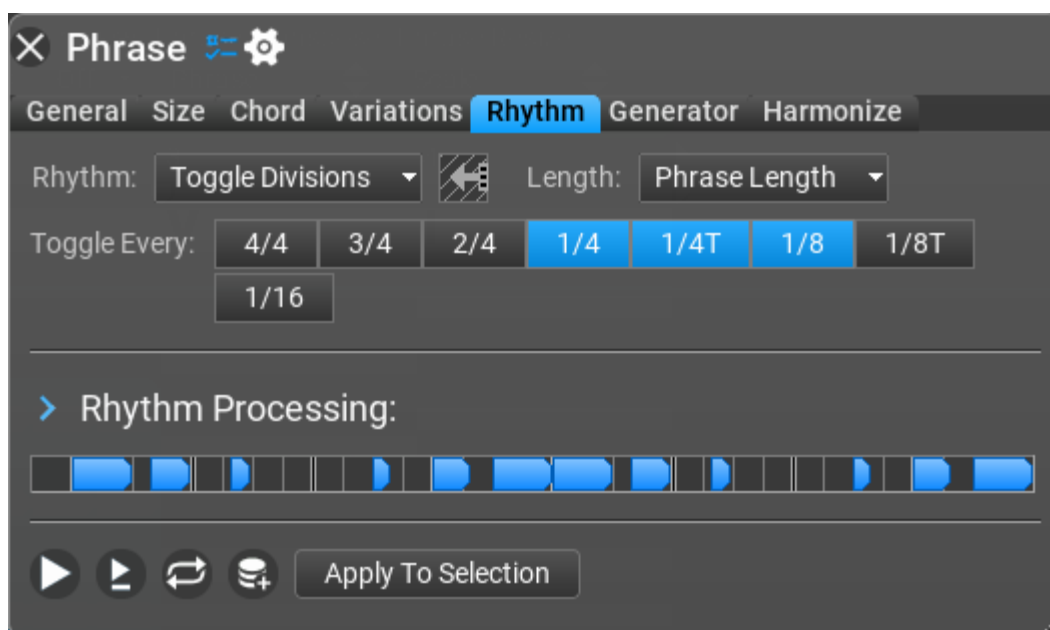 Phrase
General Size Chord Variations Rhythm Generator Harmonize
Rhythm: Toggle Divisions Length: Phrase Length
Toggle Every: 4/4 3/4 2/4 1/4 1/4T 1/8 1/8T
1/16
Rhythm Processing:
Apply To Selection